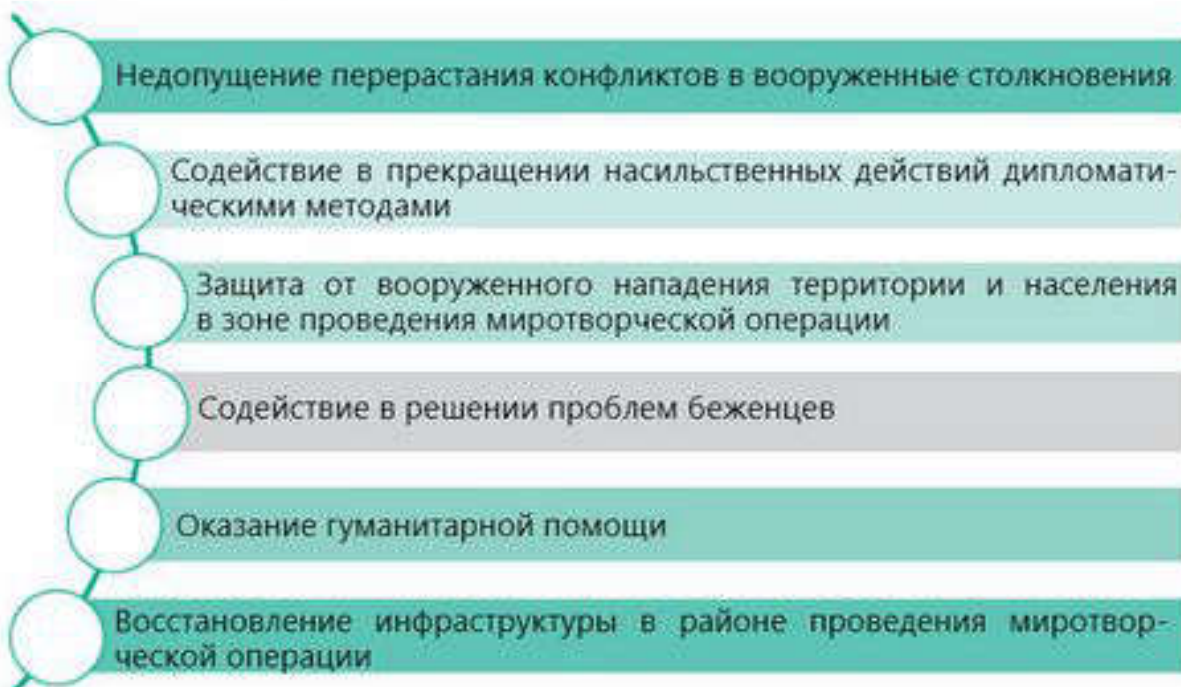 Недопущение перерастания конфликтов в вооруженные столкновения
Содействие в прекращении насильственных действий дипломати-
ческими методами
Защита от вооруженного нападения территории и населения
в зоне проведения миротворческой операции
Содействие в решении проблем беженцев
Оказание гуманитарной помощи
Восстановление инфраструктуры в районе проведения миротвор-
ческой операции